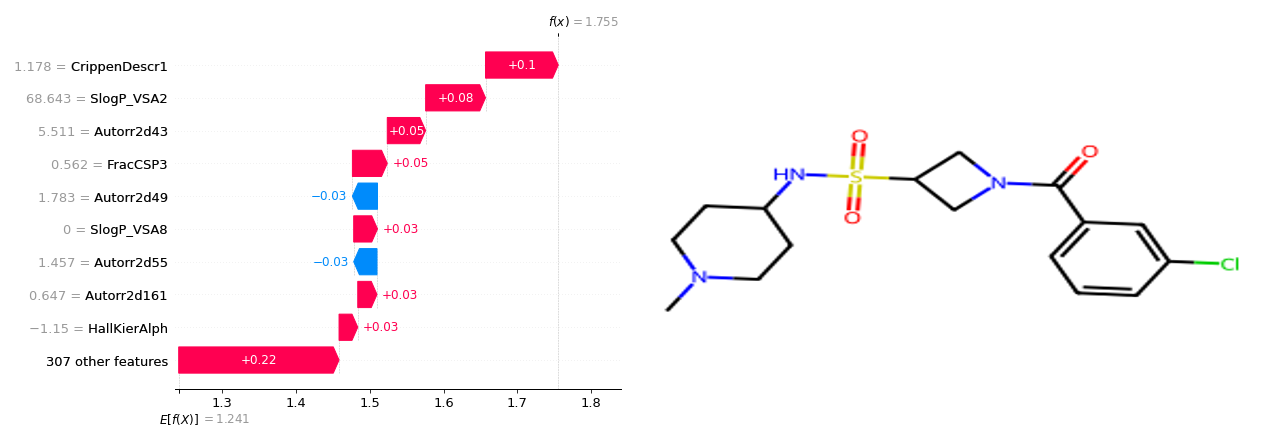 f(x) = 1.755
1.178 = CrippenDescr1
+0.1
68.643 = SlogP_VSA2
+0.08
5.511 = Autorr2d43
+0.05
0.562 = FracCSP3
+0.05
1.783 = Autorr2d49
−0.03
0 = SlogP_VSA8
+0.03
1.457 = Autorr2d55
−0.03
0.647 = Autorr2d161
+0.03
−1.15 = HallKierAlph
+0.03
307 other features
+0.22
1.3 1.4 1.5 1.6 1.7 1.8
E[f(X)] = 1.241
O
O
HN
S
N
O
N
Cl